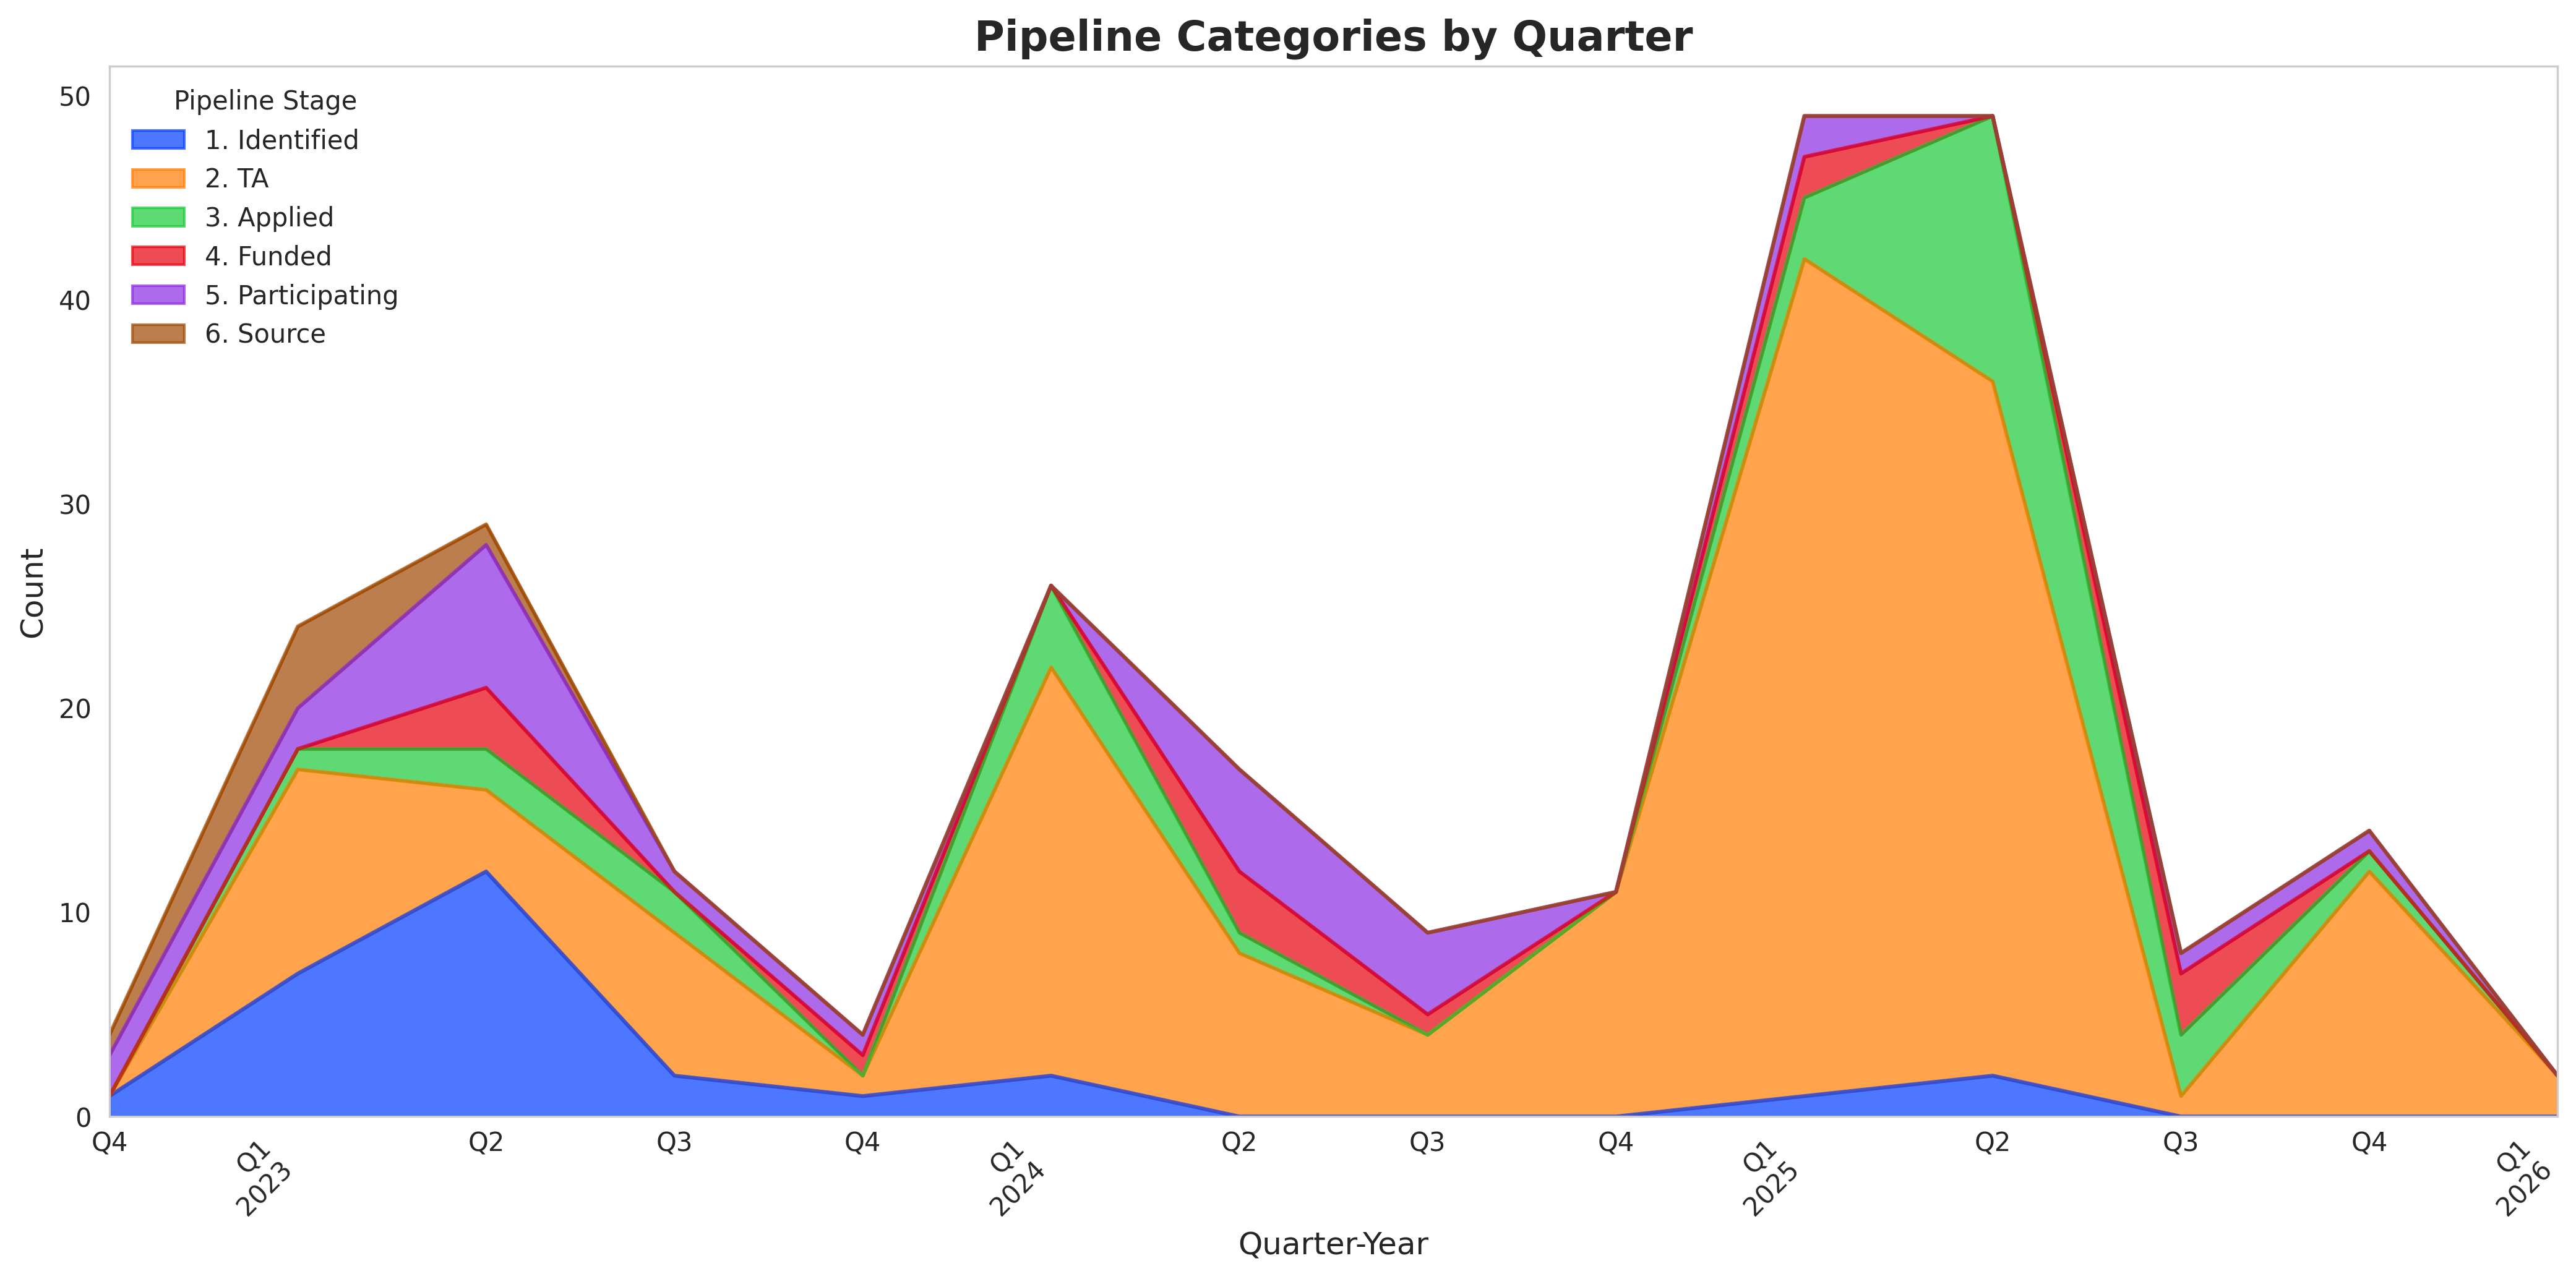 Pipeline Categories by Quarter
50
40
30
20
10
0
Count
Pipeline Stage
1. Identified
2. TA
3. Applied
4. Funded
5. Participating
6. Source
Q4
Q1
2023
Q2
Q3
Q4
Q1
2024
Q2
Q3
Q4
Q1
2025
Q2
Q3
Q4
Q1
2026
Quarter-Year